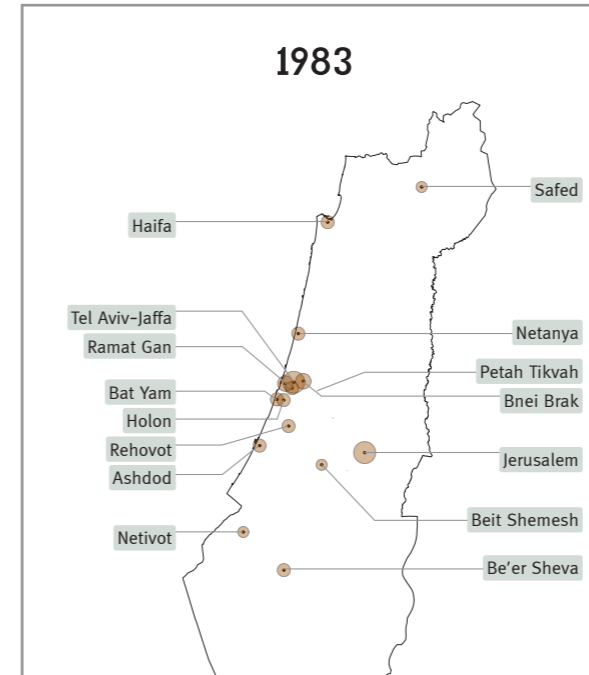 1983
Safed
Haifa
Tel Aviv-Jaffa
Netanya
Ramat Gan
Petah Tikvah
Bat Yam
Bnei Brak
Holon
Rehovot
Jerusalem
Ashdod
Beit Shemesh
Netivot
Be'er Sheva